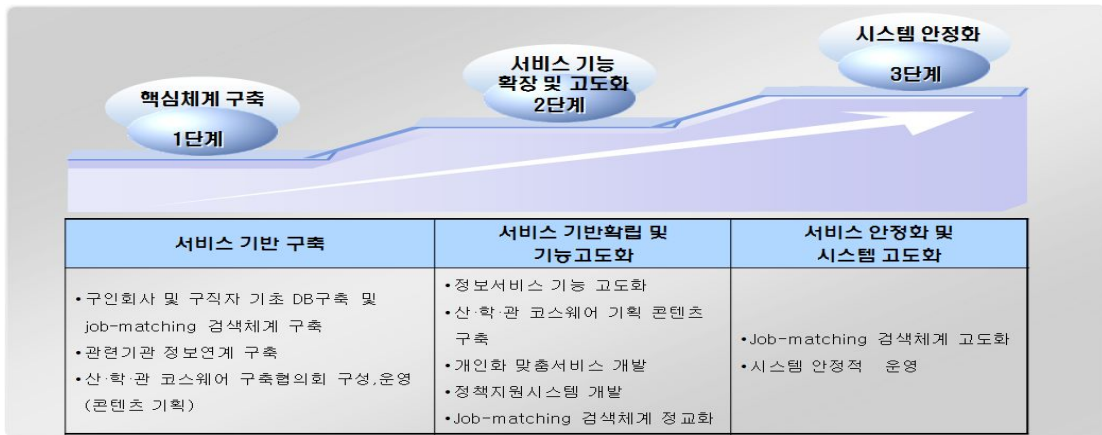 핵심체계 구축
1단계
서비스 기능
확장 및 고도화
2단계
시스템 안정화
3단계
서비스 기반 구축
서비스 기반확립 및
기능고도화
서비스 안정화 및
시스템 고도화
•구인회사 및 구직자 기초 DB구축 및
job-matching 검색체계 구축
•관련기관 정보연계 구축
•산·학·관 코스웨어 구축협의회 구성,운영
(콘텐츠 기획)
•정보서비스 기능 고도화
•산·학·관 코스웨어 기획 콘텐츠
구축
•개인화 맞춤서비스 개발
•정책지원시스템 개발
•Job-matching 검색체계 정교화
•Job-matching 검색체계 고도화
•시스템 안정적 운영